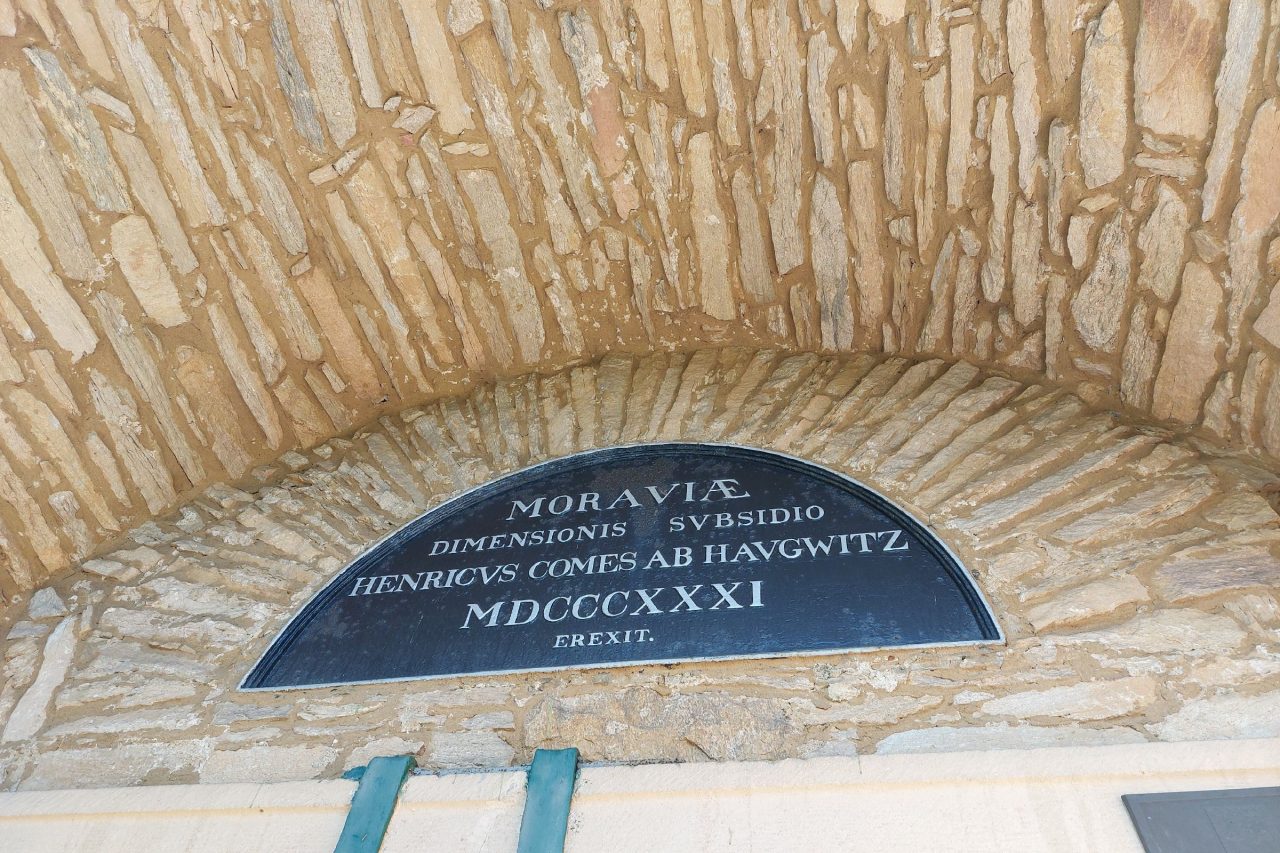 MORAVIÆ
DIMENSIONIS SVBSIDIO
HENRICVS COMES AB HAVGWITZ
MDCCCXXXI
EREXIT.